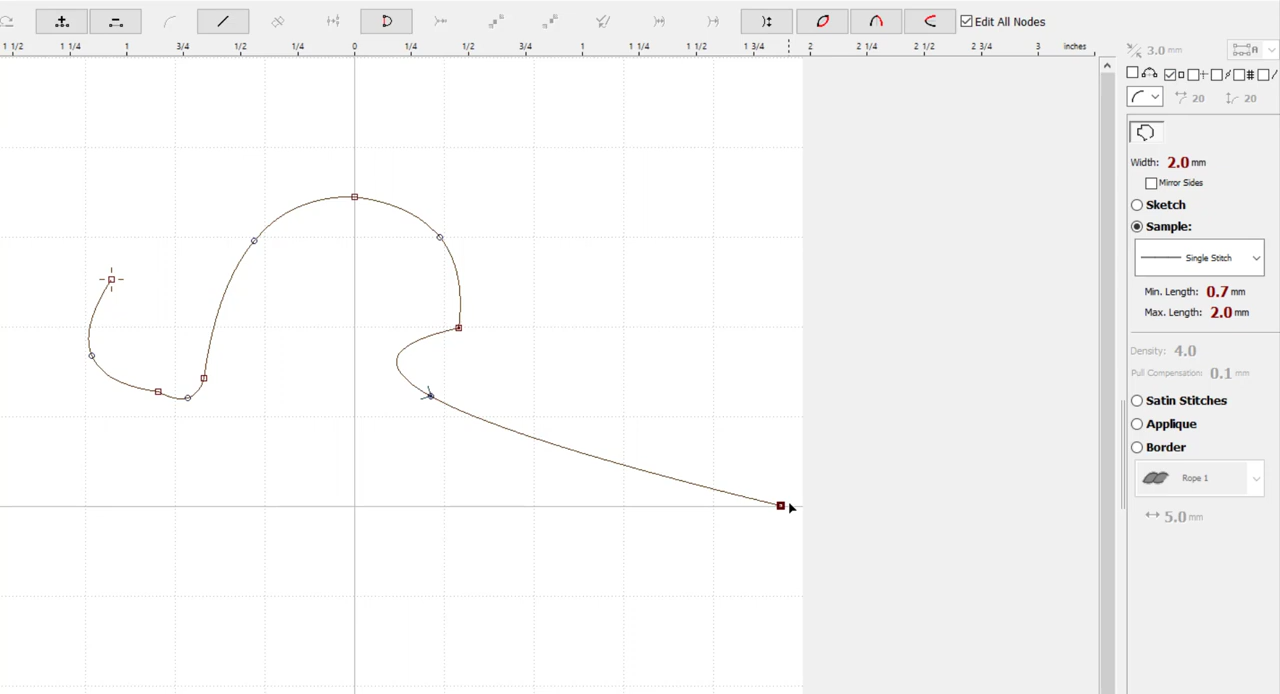 Edit All Nodes
1 1/2 1 1/4 1 3/4 1/2 1/4 0 1/4 1/2 3/4 1 1 1/4 1 1/2 1 3/4 2 2 1/4 2 1/2 2 3/4 3 inches
3.0 mm A
20 20
Width: 2.0 mm
Mirror Sides
Sketch
Sample:
Single Stitch
Min. Length: 0.7 mm
Max. Length: 2.0 mm
Density: 4.0
Pull Compensation: 0.1 mm
Satin Stitches
Applique
Border
Rope 1
5.0 mm